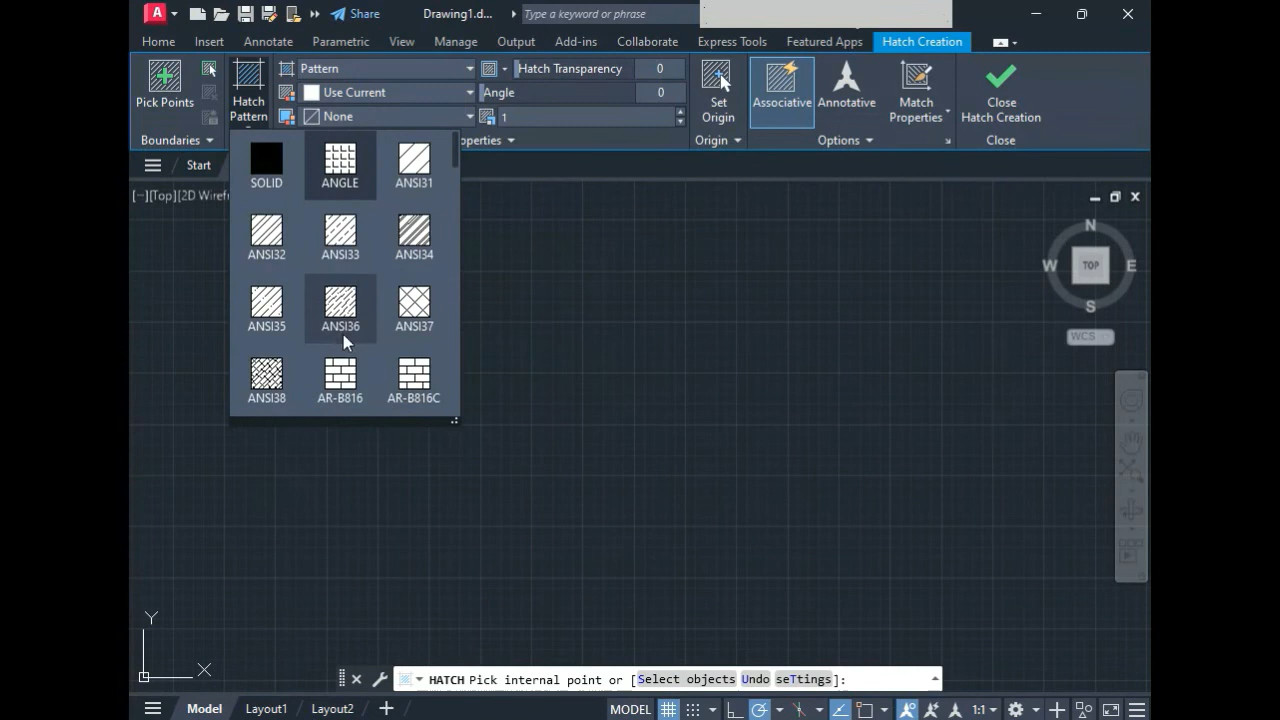 A Share Drawing1.d... Type a keyword or phrase
Home Insert Annotate Parametric View Manage Output Add-ins Collaborate Express Tools Featured Apps Hatch Creation
Pick Points
Boundaries
Hatch
Pattern
Pattern
Use Current
None
Hatch Transparency 0
Angle 0
1
operties
Set
Origin
Origin
Associative
Annotative
Match
Properties
Options
Close
Hatch Creation
Close
Start
[−][Top][2D Wirefr
SOLID ANGLE ANSI31
ANSI32 ANSI33 ANSI34
ANSI35 ANSI36 ANSI37
ANSI38 AR-B816 AR-B816C
N
W TOP E
S
WCS
Y
X
HATCH Pick internal point or [Select objects Undo seTtings]:
Model Layout1 Layout2 MODEL 1:1